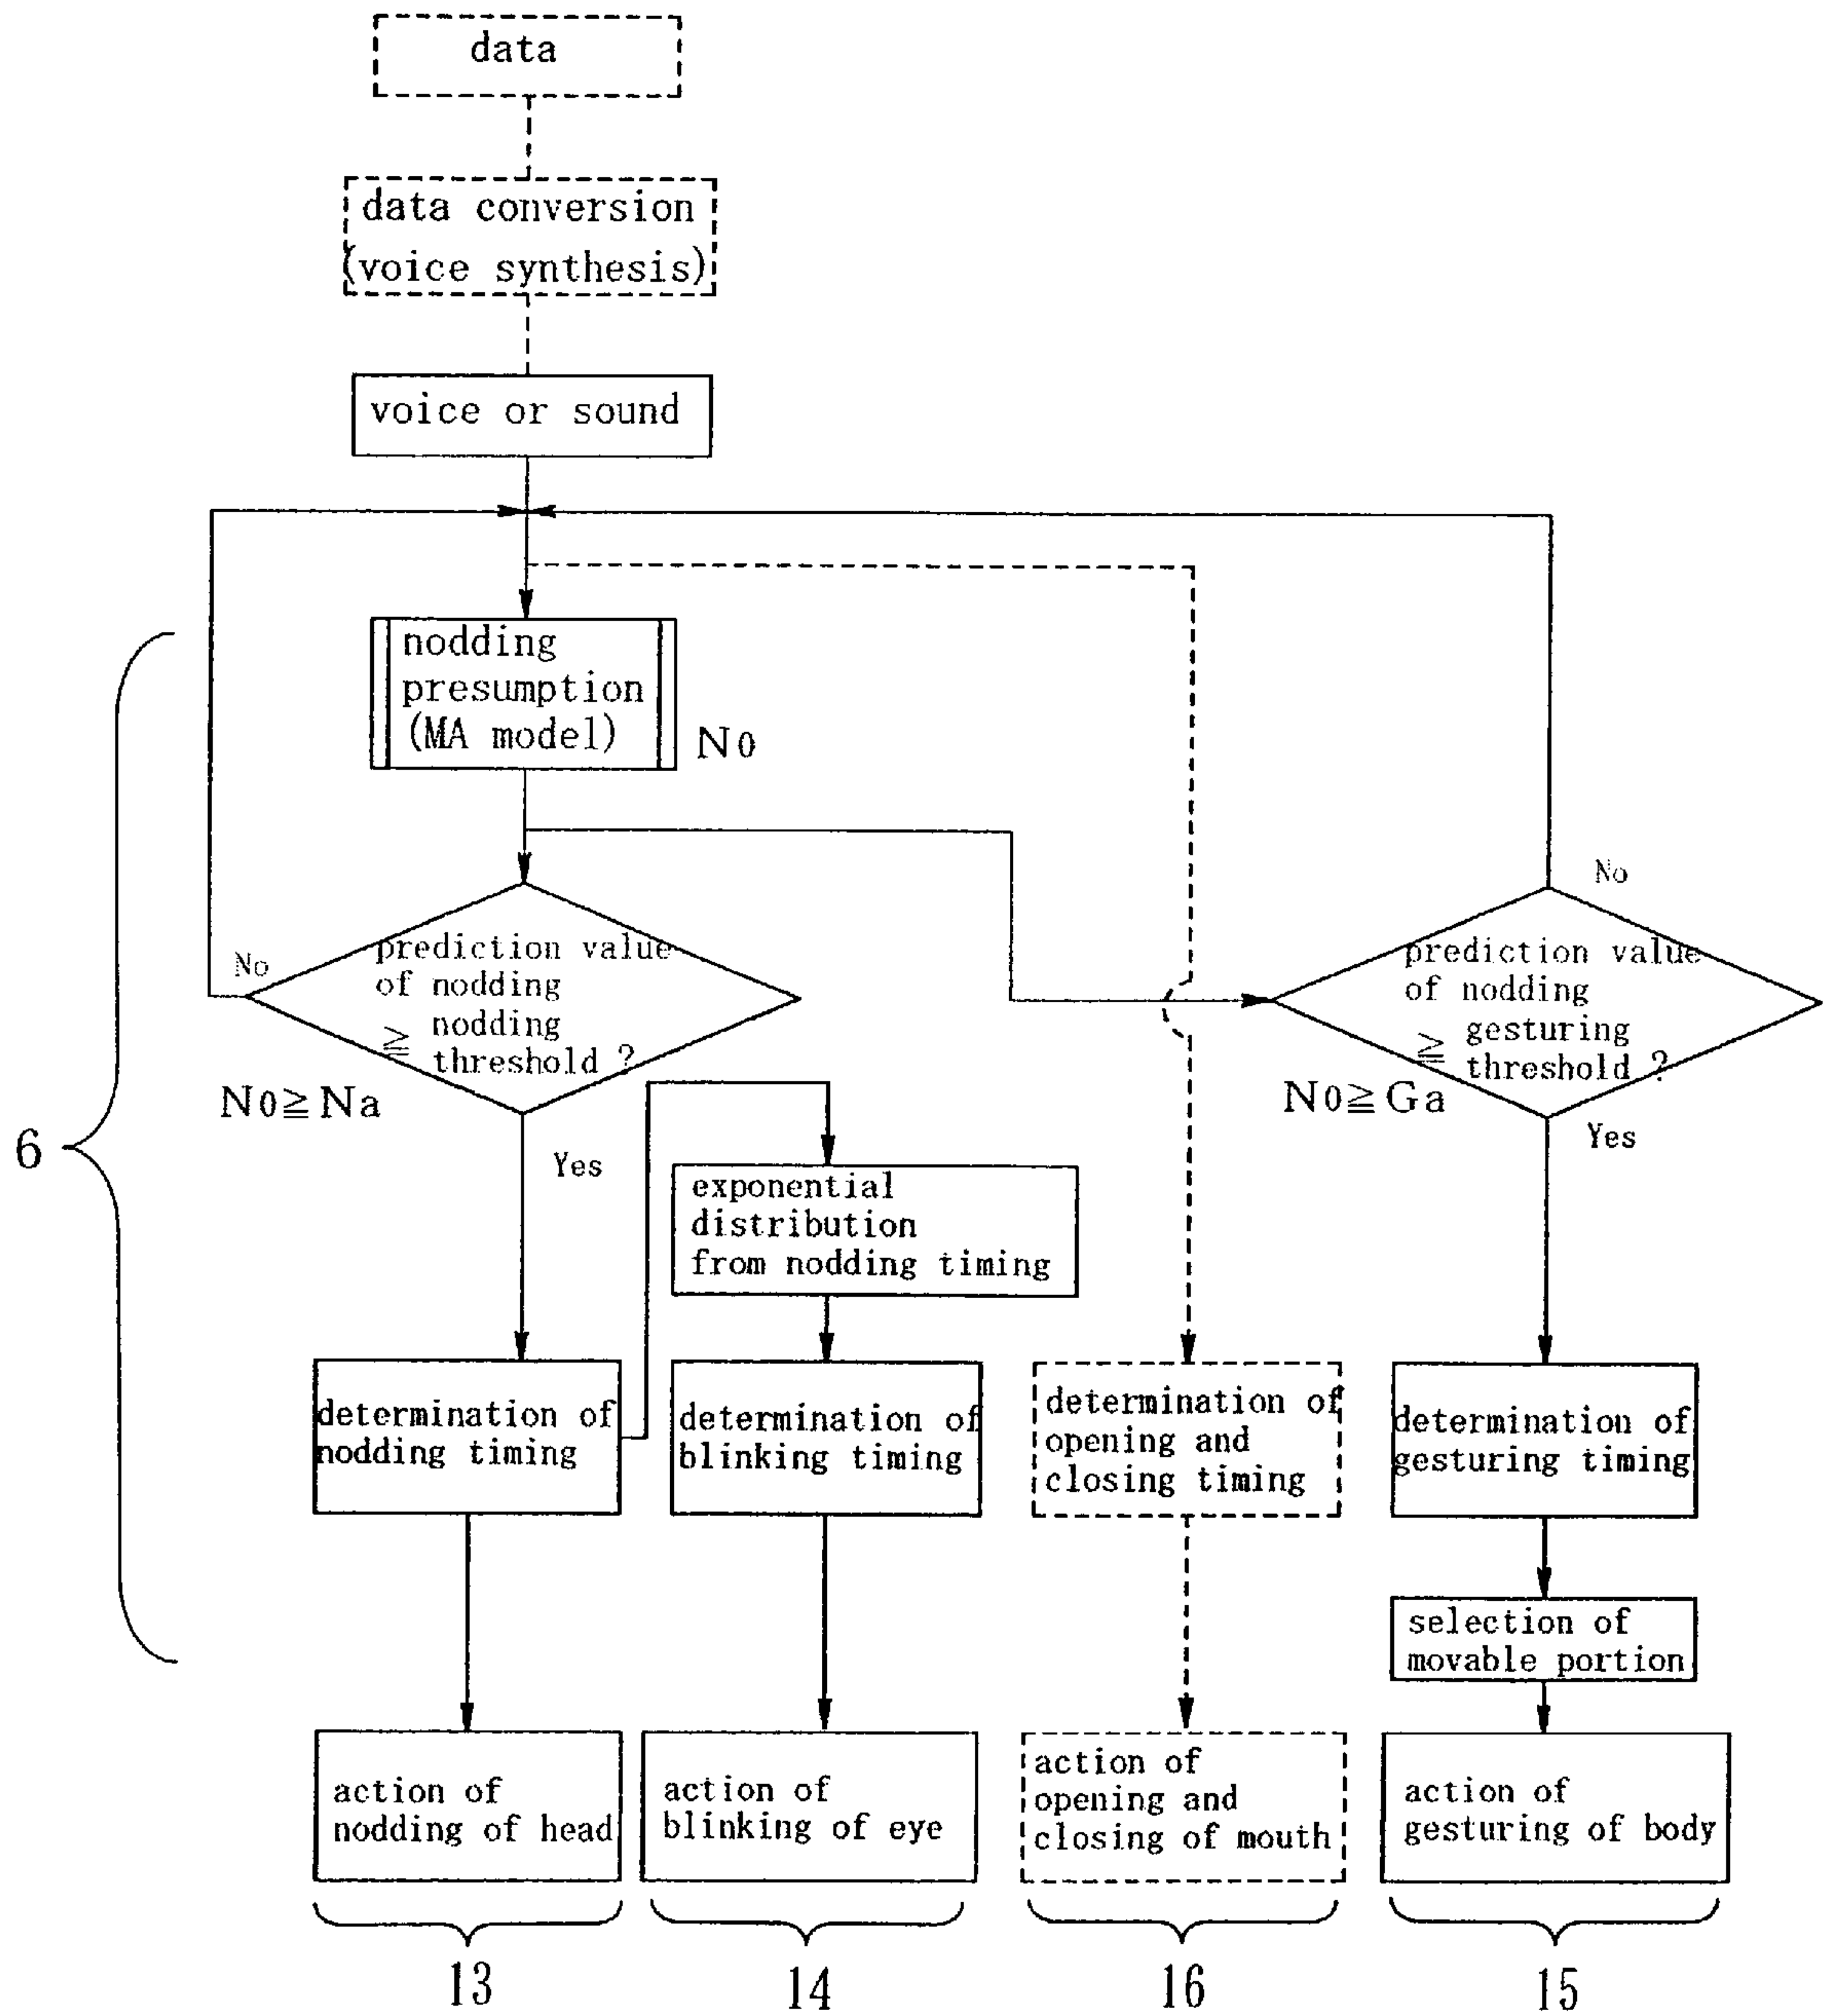 data
data conversion
(voice synthesis)
voice or sound
nodding
presumption
(MA model)
N0
No
prediction value
of nodding
≧ nodding
threshold ?
N0≧Na
Yes
No
prediction value
of nodding
≧ gesturing
threshold ?
N0≧Ga
Yes
6
exponential
distribution
from nodding timing
determination of
nodding timing
determination of
blinking timing
determination of
opening and
closing timing
determination of
gesturing timing
selection of
movable portion
action of
nodding of head
action of
blinking of eye
action of
opening and
closing of mouth
action of
gesturing of body
13
14
16
15